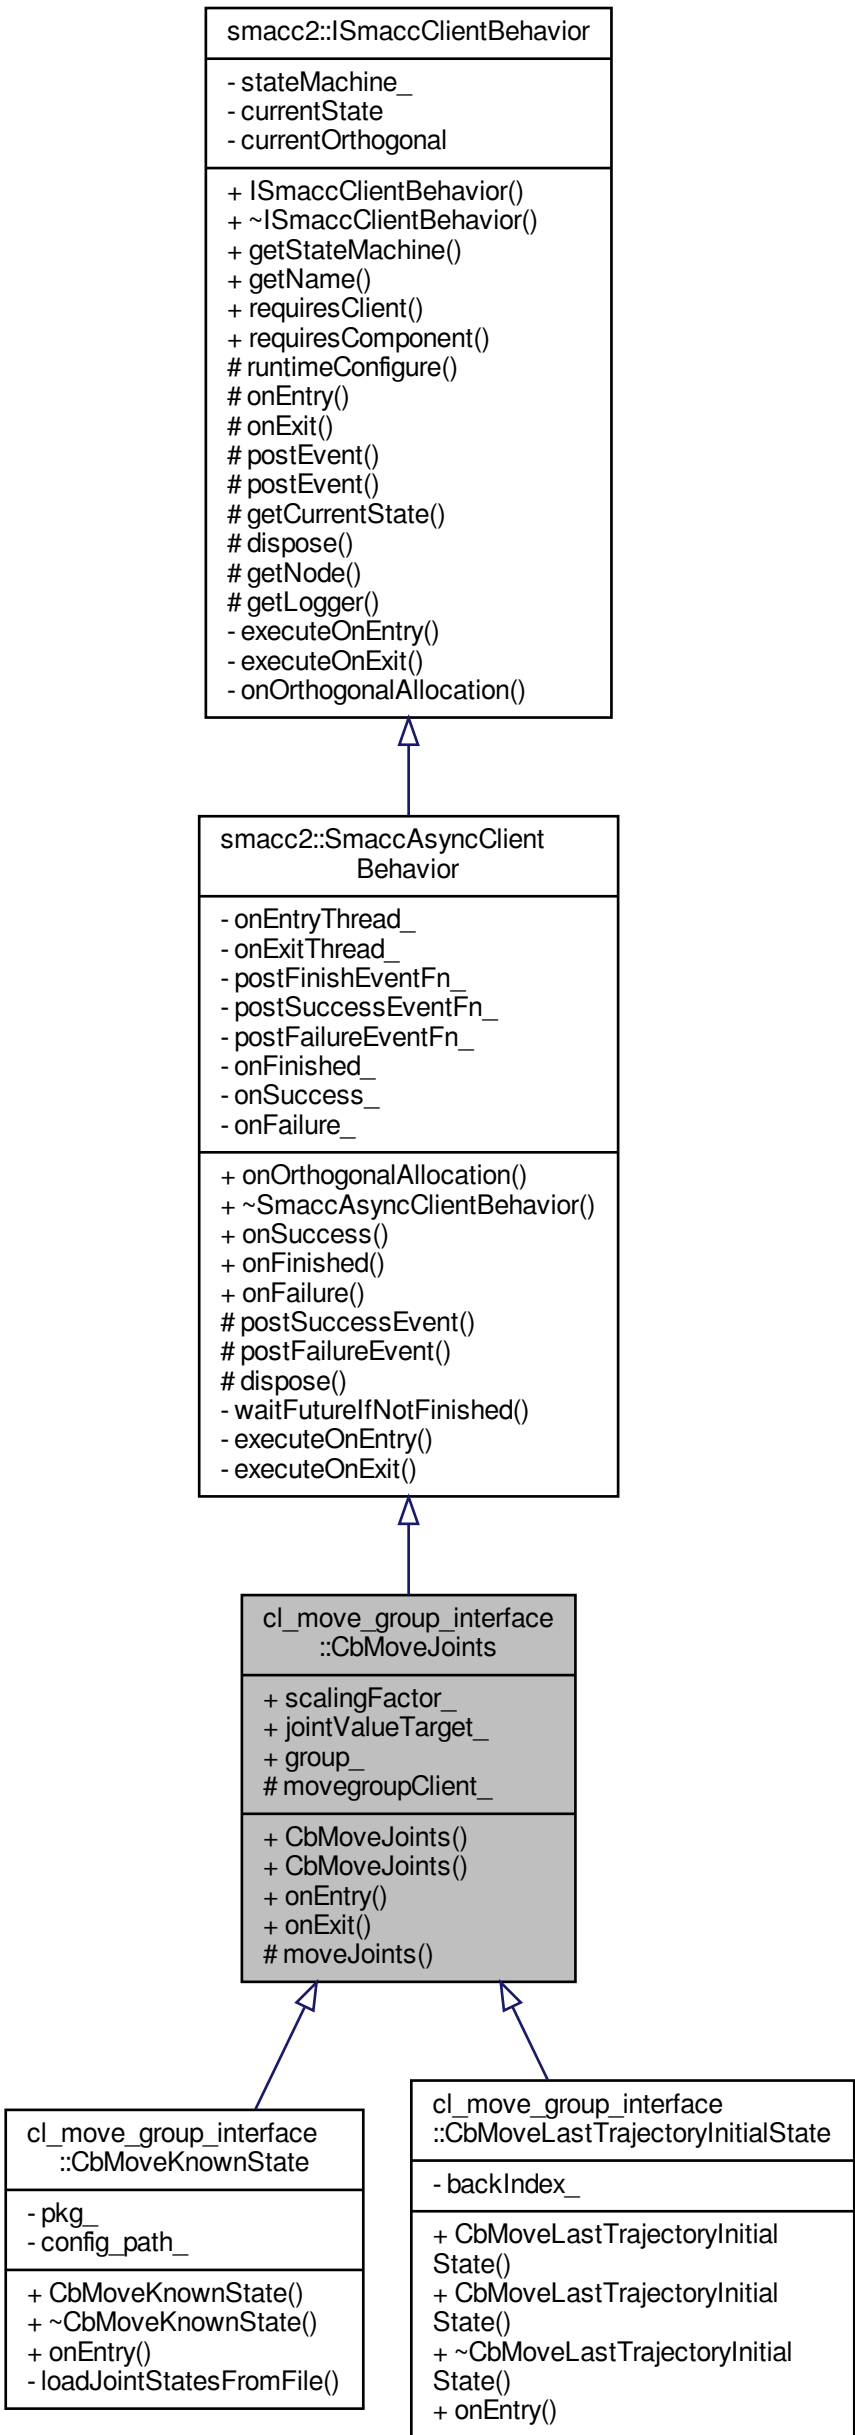 smacc2::ISmaccClientBehavior
- stateMachine_
- currentState
- currentOrthogonal
+ ISmaccClientBehavior()
+ ~ISmaccClientBehavior()
+ getStateMachine()
+ getName()
+ requiresClient()
+ requiresComponent()
# runtimeConfigure()
# onEntry()
# onExit()
# postEvent()
# postEvent()
# getCurrentState()
# dispose()
# getNode()
# getLogger()
- executeOnEntry()
- executeOnExit()
- onOrthogonalAllocation()
smacc2::SmaccAsyncClient
Behavior
- onEntryThread_
- onExitThread_
- postFinishEventFn_
- postSuccessEventFn_
- postFailureEventFn_
- onFinished_
- onSuccess_
- onFailure_
+ onOrthogonalAllocation()
+ ~SmaccAsyncClientBehavior()
+ onSuccess()
+ onFinished()
+ onFailure()
# postSuccessEvent()
# postFailureEvent()
# dispose()
- waitFutureIfNotFinished()
- executeOnEntry()
- executeOnExit()
cl_move_group_interface
::CbMoveJoints
+ scalingFactor_
+ jointValueTarget_
+ group_
# movegroupClient_
+ CbMoveJoints()
+ CbMoveJoints()
+ onEntry()
+ onExit()
# moveJoints()
cl_move_group_interface
::CbMoveKnownState
- pkg_
- config_path_
+ CbMoveKnownState()
+ ~CbMoveKnownState()
+ onEntry()
- loadJointStatesFromFile()
cl_move_group_interface
::CbMoveLastTrajectoryInitialState
- backIndex_
+ CbMoveLastTrajectoryInitial
State()
+ CbMoveLastTrajectoryInitial
State()
+ ~CbMoveLastTrajectoryInitial
State()
+ onEntry()